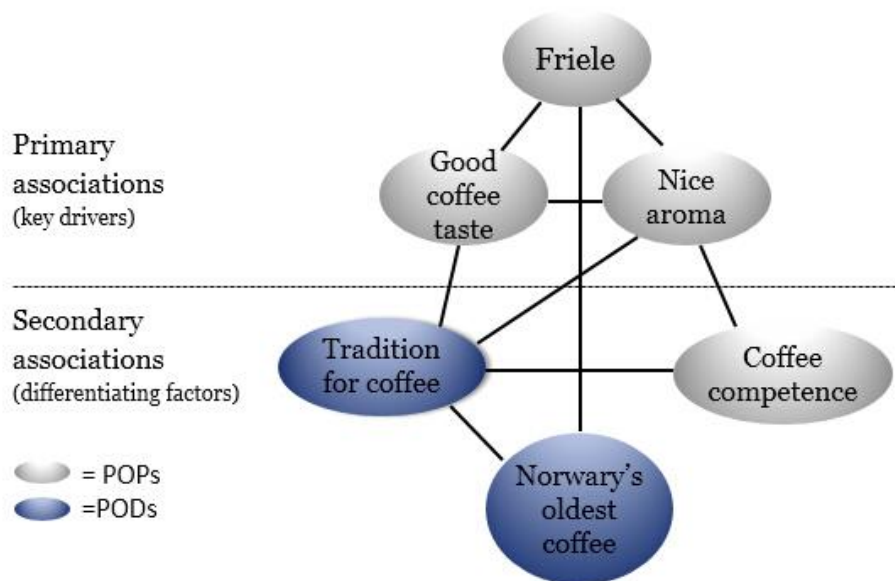 Friele
Primary
associations
(key drivers)
Good
coffee
taste
Nice
aroma
Secondary
associations
(differentiating factors)
Tradition
for coffee
Coffee
competence
Norwary’s
oldest
coffee
= POPs
=PODs